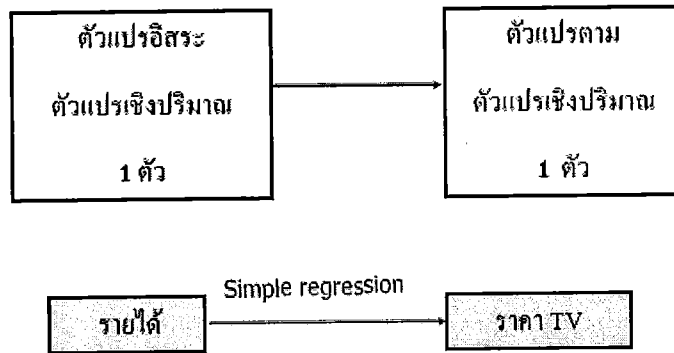 ตัวแปรอิสระ
ตัวแปรเชิงปริมาณ
1 ตัว
ตัวแปรตาม
ตัวแปรเชิงปริมาณ
1 ตัว
Simple regression
รายได้
ราคา TV